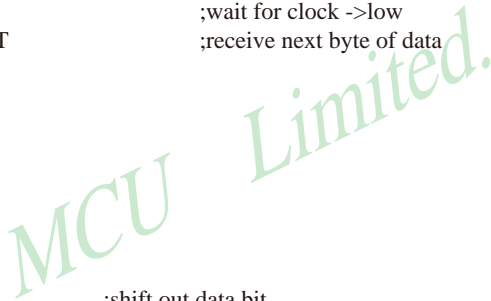 ;wait for clock ->low
T ;receive next byte of data
MCU Limited.
;shift out data bit